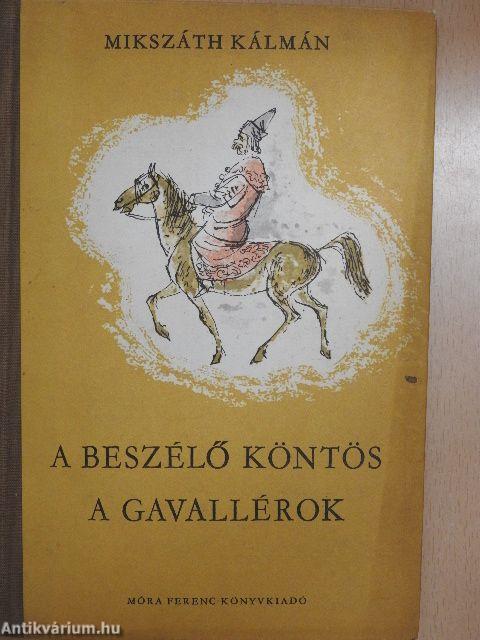 MIKSZÁTH KÁLMÁN
A BESZÉLŐ KÖNTÖS
A GAVALLÉROK
MÓRA FERENC KÖNYVKIADÓ
Antikvárium.hu